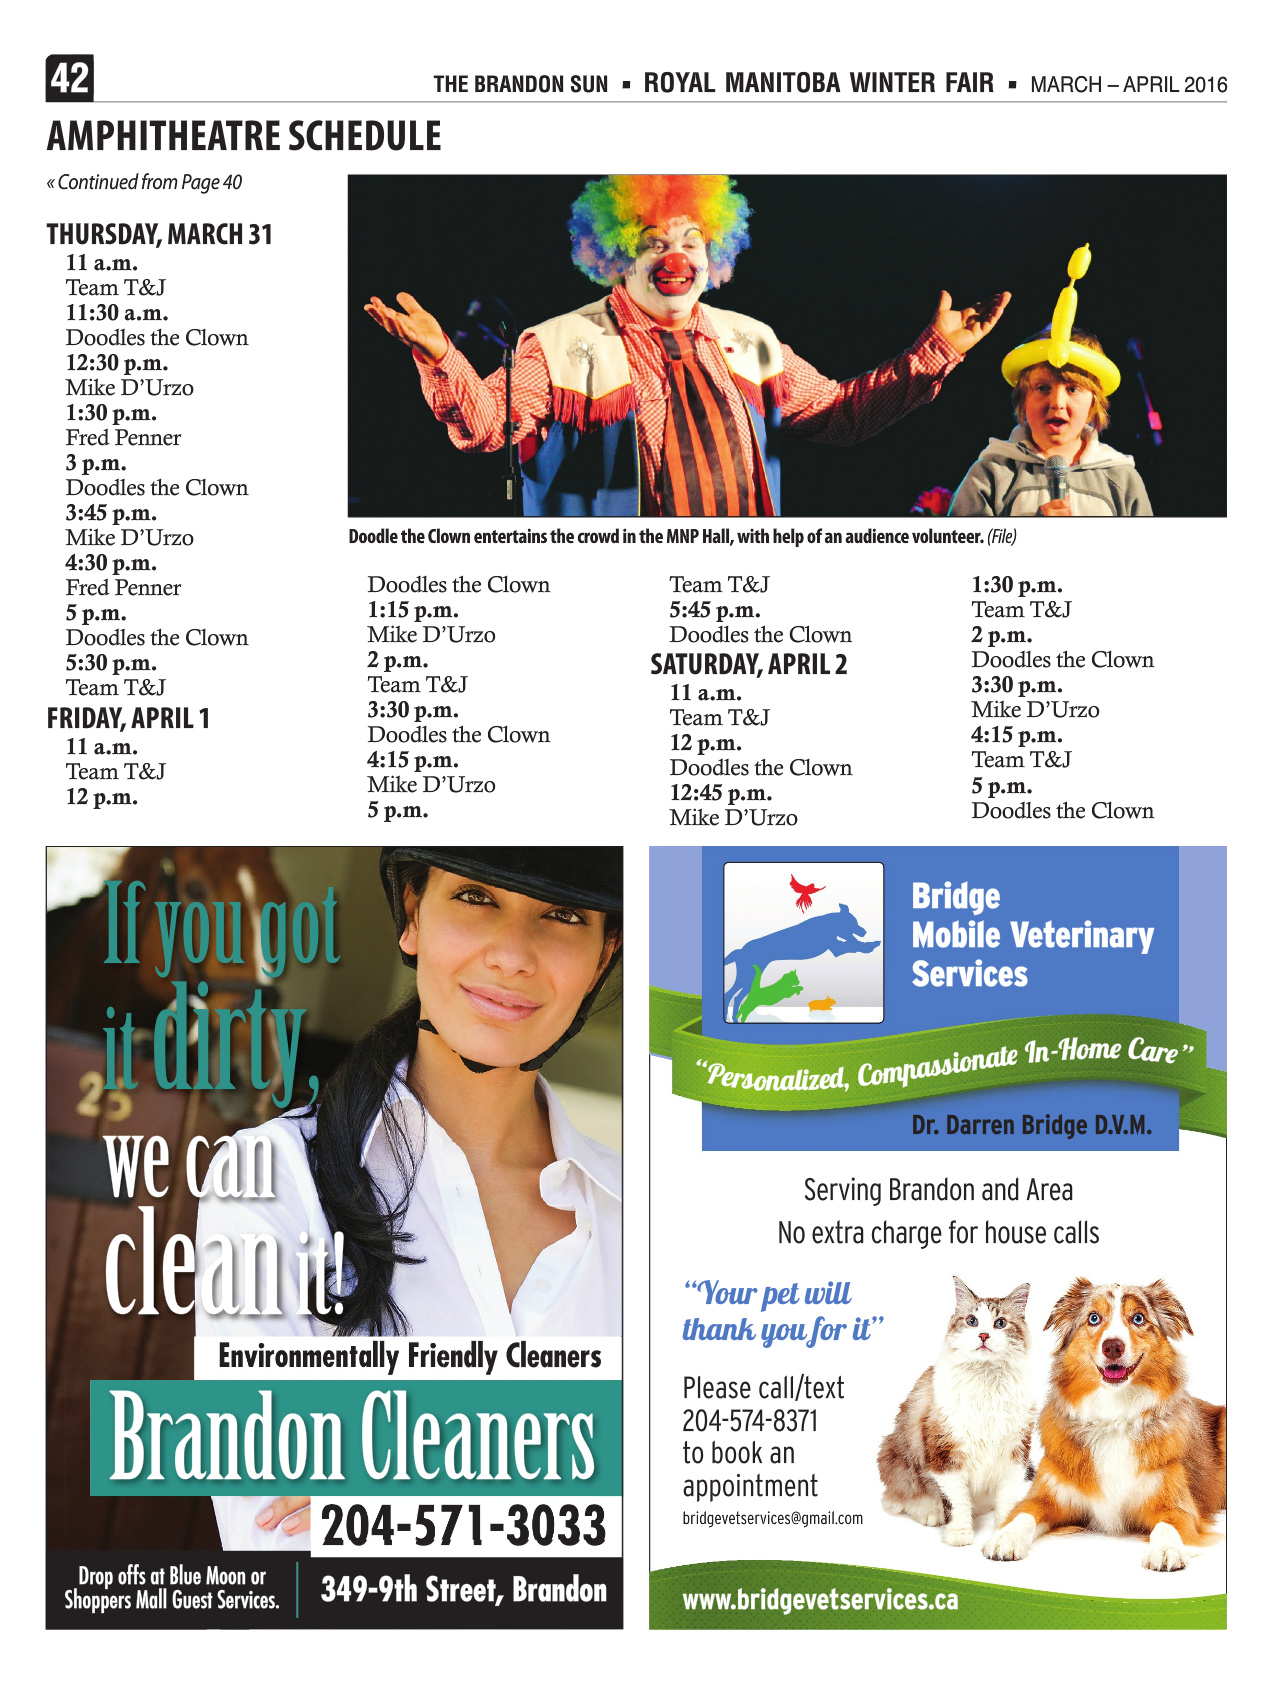 42
THE BRANDON SUN ▪ ROYAL MANITOBA WINTER FAIR ▪ MARCH – APRIL 2016
AMPHITHEATRE SCHEDULE
« Continued from Page 40
THURSDAY, MARCH 31
11 a.m.
Team T&J
11:30 a.m.
Doodles the Clown
12:30 p.m.
Mike D’Urzo
1:30 p.m.
Fred Penner
3 p.m.
Doodles the Clown
3:45 p.m.
Mike D’Urzo
4:30 p.m.
Fred Penner
5 p.m.
Doodles the Clown
5:30 p.m.
Team T&J
FRIDAY, APRIL 1
11 a.m.
Team T&J
12 p.m.
Doodle the Clown entertains the crowd in the MNP Hall, with help of an audience volunteer. (File)
Doodles the Clown
1:15 p.m.
Mike D’Urzo
2 p.m.
Team T&J
3:30 p.m.
Doodles the Clown
4:15 p.m.
Mike D’Urzo
5 p.m.
Team T&J
5:45 p.m.
Doodles the Clown
SATURDAY, APRIL 2
11 a.m.
Team T&J
12 p.m.
Doodles the Clown
12:45 p.m.
Mike D’Urzo
1:30 p.m.
Team T&J
2 p.m.
Doodles the Clown
3:30 p.m.
Mike D’Urzo
4:15 p.m.
Team T&J
5 p.m.
Doodles the Clown
If you got
it dirty,
we can
clean it!
25
Environmentally Friendly Cleaners
Brandon Cleaners
204-571-3033
Drop offs at Blue Moon or
Shoppers Mall Guest Services.
349-9th Street, Brandon
Bridge
Mobile Veterinary
Services
“Personalized, Compassionate In-Home Care”
Dr. Darren Bridge D.V.M.
Serving Brandon and Area
No extra charge for house calls
“Your pet will
thank you for it”
Please call/text
204-574-8371
to book an
appointment
bridgevetservices@gmail.com
www.bridgevetservices.ca